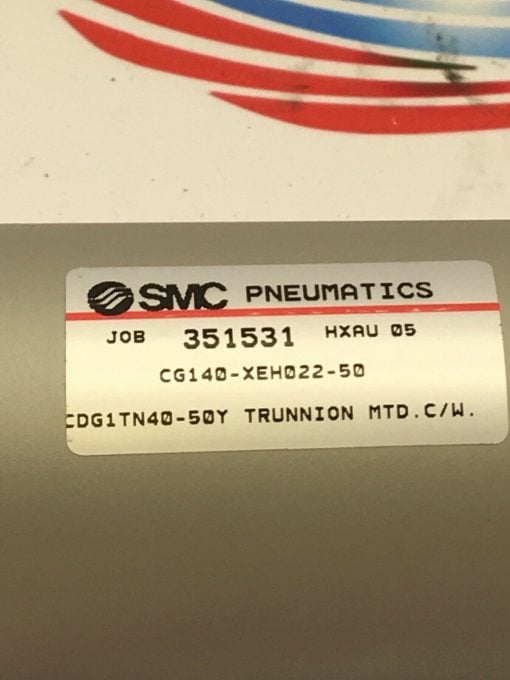 SMC PNEUMATICS
JOB 351531 HXAU 05
CG140-XEH022-50
CDG1TN40-50Y TRUNNION MTD.C/W.